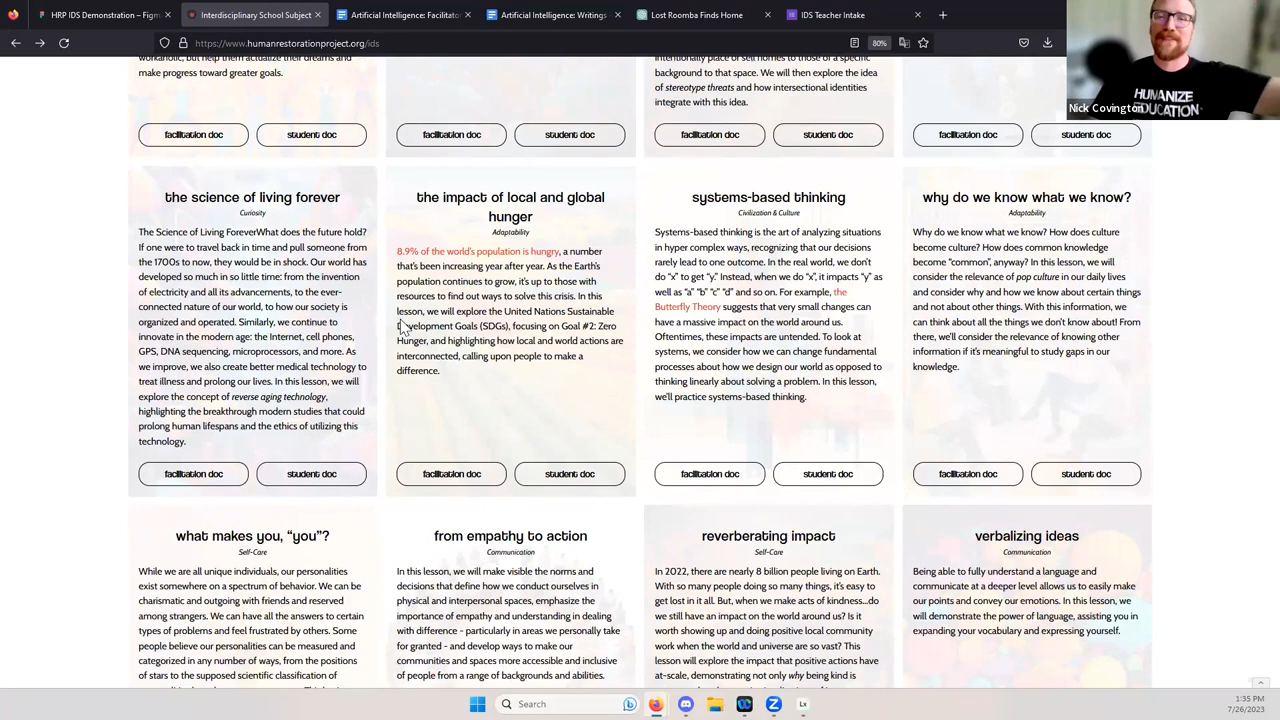 HRP IDS Demonstration – Figm
Interdisciplinary School Subject
Artificial Intelligence: Facilitator
Artificial Intelligence: Writings
Lost Roomba Finds Home
IDS Teacher Intake
https://www.humanrestorationproject.org/ids
80%
HUMANIZE
EDUCATION
Nick Covington
workaholic, but help them actualize their dreams and
make progress toward greater goals.
facilitation doc
student doc
facilitation doc
student doc
intentionally place or sell homes to those of a specific
background to that space. We will then explore the idea
of stereotype threats and how intersectional identities
integrate with this idea.
facilitation doc
student doc
facilitation doc
student doc
the science of living forever
Curiosity
The Science of Living ForeverWhat does the future hold?
If one were to travel back in time and pull someone from
the 1700s to now, they would be in shock. Our world has
developed so much in so little time: from the invention
of electricity and all its advancements, to the ever-
connected nature of our world, to how our society is
organized and operated. Similarly, we continue to
innovate in the modern age: the Internet, cell phones,
GPS, DNA sequencing, microprocessors, and more. As
we improve, we also create better medical technology to
treat illness and prolong our lives. In this lesson, we will
explore the concept of reverse aging technology,
highlighting the breakthrough modern studies that could
prolong human lifespans and the ethics of utilizing this
technology.
facilitation doc
student doc
the impact of local and global
hunger
Adaptability
8.9% of the world's population is hungry, a number
that's been increasing year after year. As the Earth's
population continues to grow, it's up to those with
resources to find out ways to solve this crisis. In this
lesson, we will explore the United Nations Sustainable
Development Goals (SDGs), focusing on Goal #2: Zero
Hunger, and highlighting how local and world actions are
interconnected, calling upon people to make a
difference.
facilitation doc
student doc
systems-based thinking
Civilization & Culture
Systems-based thinking is the art of analyzing situations
in hyper complex ways, recognizing that our decisions
rarely lead to one outcome. In the real world, we don't
do "x" to get "y." Instead, when we do "x", it impacts "y" as
well as "a" "b" "c" "d" and so on. For example, the
Butterfly Theory suggests that very small changes can
have a massive impact on the world around us.
Oftentimes, these impacts are untended. To look at
systems, we consider how we can change fundamental
processes about how we design our world as opposed to
thinking linearly about solving a problem. In this lesson,
we'll practice systems-based thinking.
facilitation doc
student doc
why do we know what we know?
Adaptability
Why do we know what we know? How does culture
become culture? How does common knowledge
become "common", anyway? In this lesson, we will
consider the relevance of pop culture in our daily lives
and consider why and how we know about certain things
and not about other things. With this information, we
can think about all the things we don't know about! From
there, we'll consider the relevance of knowing other
information if it's meaningful to study gaps in our
knowledge.
facilitation doc
student doc
what makes you, "you"?
Self-Care
While we are all unique individuals, our personalities
exist somewhere on a spectrum of behavior. We can be
charismatic and outgoing with friends and reserved
among strangers. We can have all the answers to certain
types of problems and feel frustrated by others. Some
people believe our personalities can be measured and
categorized in any number of ways, from the positions
of stars to the supposed scientific classification of
from empathy to action
Communication
In this lesson, we will make visible the norms and
decisions that define how we conduct ourselves in
physical and interpersonal spaces, emphasize the
importance of empathy and understanding in dealing
with difference - particularly in areas we personally take
for granted - and develop ways to make our
communities and spaces more accessible and inclusive
of people from a range of backgrounds and abilities.
reverberating impact
Self-Care
In 2022, there are nearly 8 billion people living on Earth.
With so many people doing so many things, it's easy to
get lost in it all. But, when we make acts of kindness...do
we still have an impact on the world around us? Is it
worth showing up and doing positive local community
work when the world and universe are so vast? This
lesson will explore the impact that positive actions have
at-scale, demonstrating not only why being kind is
verbalizing ideas
Communication
Being able to fully understand a language and
communicate at a deeper level allows us to easily make
our points and convey our emotions. In this lesson, we
will demonstrate the power of language, assisting you in
expanding your vocabulary and expressing yourself.
Search
Lx
1:35 PM
7/26/2023